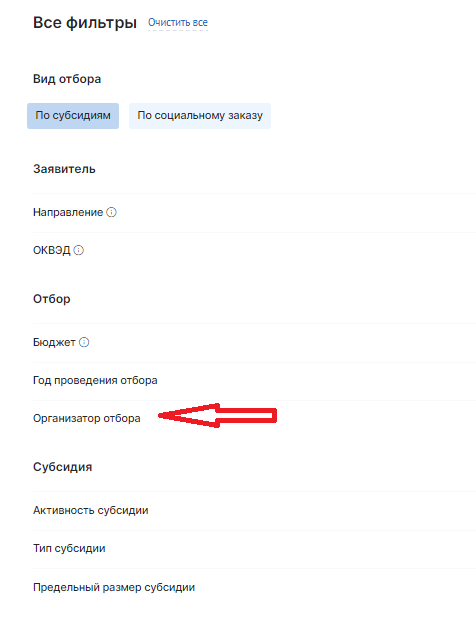 Все фильтры Очистить все
Вид отбора
По субсидиям По социальному заказу
Заявитель
Направление
ОКВЭД
Отбор
Бюджет
Год проведения отбора
Организатор отбора
Субсидия
Активность субсидии
Тип субсидии
Предельный размер субсидии